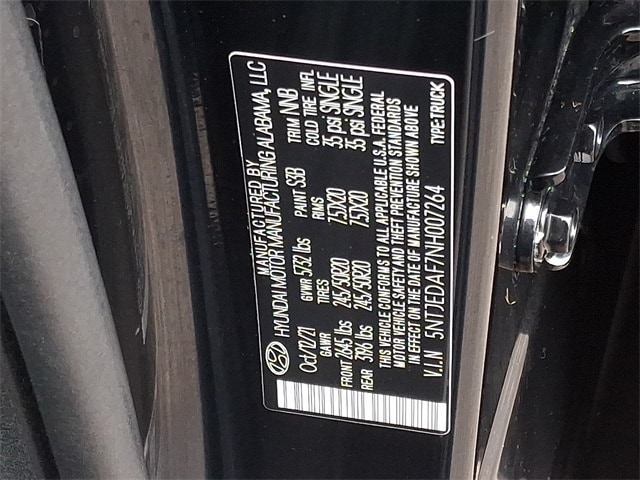 MANUFACTURED BY
HYUNDAI MOTOR MANUFACTURING ALABAMA, LLC
Oct/12/21 GVWR 5732 lbs PAINT S3B TRIM NNB
GAWR TIRES RIMS COLD TIRE INFL
FRONT 2645 lbs 245/50R20 7.5JX20 35 psi SINGLE
REAR 3196 lbs 245/50R20 7.5JX20 35 psi SINGLE
THIS VEHICLE CONFORMS TO ALL APPLICABLE U.S.A. FEDERAL
MOTOR VEHICLE SAFETY AND THEFT PREVENTION STANDARDS
IN EFFECT ON THE DATE OF MANUFACTURE SHOWN ABOVE
V.I.N 5NTJEDAF7NH007264 TYPE:TRUCK